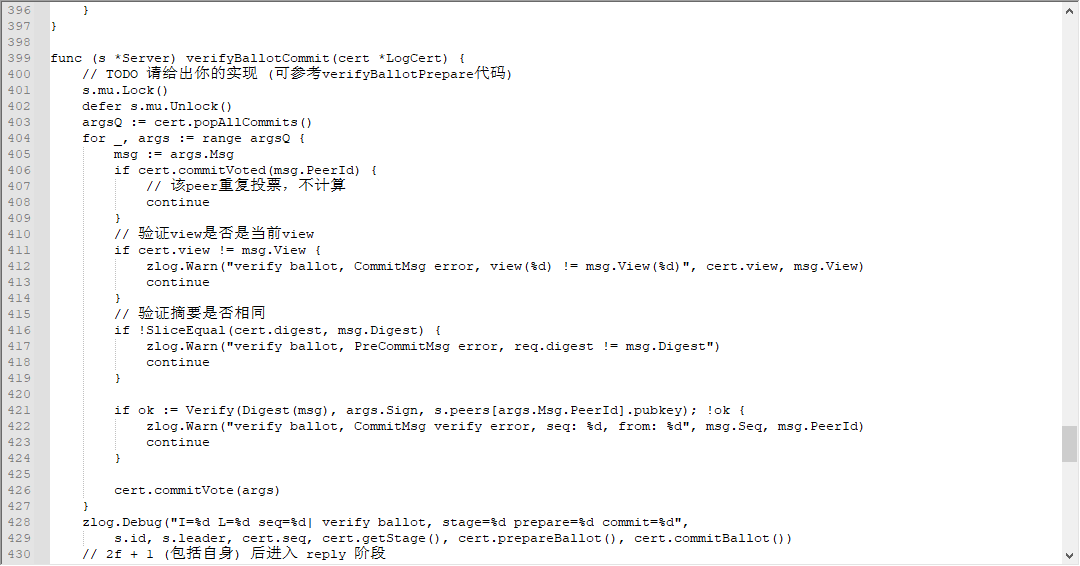 396         }
397     }
398
399 func (s *Server) verifyBallotCommit(cert *LogCert) {
400     // TODO 请给出你的实现 (可参考verifyBallotPrepare代码)
401     s.mu.Lock()
402     defer s.mu.Unlock()
403     argsQ := cert.popAllCommits()
404     for _, args := range argsQ {
405         msg := args.Msg
406         if cert.commitVoted(msg.PeerId) {
407             // 该peer重复投票，不计算
408             continue
409         }
410         // 验证view是否是当前view
411         if cert.view != msg.View {
412             zlog.Warn("verify ballot, CommitMsg error, view(%d) != msg.View(%d)", cert.view, msg.View)
413             continue
414         }
415         // 验证摘要是否相同
416         if !SliceEqual(cert.digest, msg.Digest) {
417             zlog.Warn("verify ballot, PreCommitMsg error, req.digest != msg.Digest")
418             continue
419         }
420
421         if ok := Verify(Digest(msg), args.Sign, s.peers[args.Msg.PeerId].pubkey); !ok {
422             zlog.Warn("verify ballot, CommitMsg verify error, seq: %d, from: %d", msg.Seq, msg.PeerId)
423             continue
424         }
425
426         cert.commitVote(args)
427     }
428     zlog.Debug("I=%d L=%d seq=%d| verify ballot, stage=%d prepare=%d commit=%d",
429         s.id, s.leader, cert.seq, cert.getStage(), cert.prepareBallot(), cert.commitBallot())
430     // 2f + 1 (包括自身) 后进入 reply 阶段